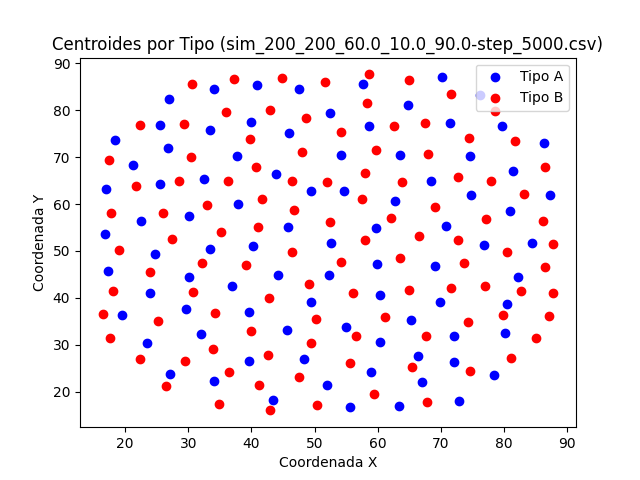 Centroides por Tipo (sim_200_200_60.0_10.0_90.0-step_5000.csv)
Tipo A
Tipo B
90
80
70
60
50
40
30
20
Coordenada Y
20 30 40 50 60 70 80 90
Coordenada X